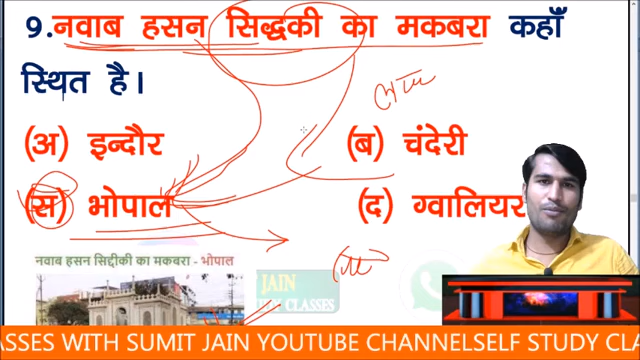 9. नवाब हसन सिद्धकी का मकबरा कहाँ
स्थित है।
(अ) इन्दौर
(ब) चंदेरी
(स) भोपाल
(द) ग्वालियर
नवाब हसन सिद्दीकी का मकबरा - भोपाल
JAIN
CLASSES
ASSES WITH SUMIT JAIN YOUTUBE CHANNELSELF STUDY CLA